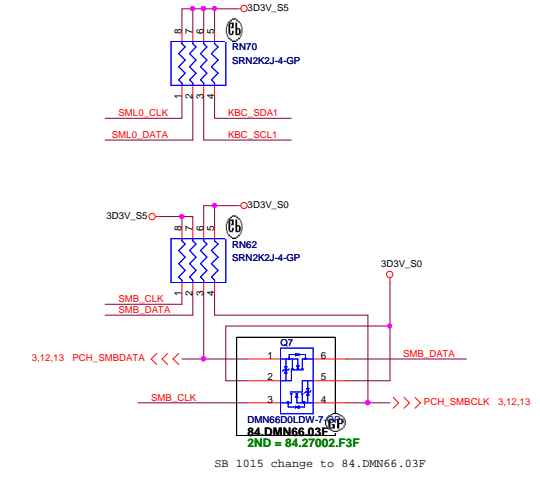 3D3V_S5
8 7 6 5
RN70
SRN2K2J-4-GP
1 2 3 4
SML0_CLK KBC_SDA1
SML0_DATA KBC_SCL1
3D3V_S0
3D3V_S5
8 7 6 5
RN62
SRN2K2J-4-GP
3D3V_S0
1 2 3 4
SMB_CLK
SMB_DATA
Q7
3,12,13 PCH_SMBDATA 1 6 SMB_DATA
2 5
SMB_CLK 3 4 PCH_SMBCLK 3,12,13
DMN66D0LDW-7-GP
84.DMN66.03F
GP
2ND = 84.27002.F3F
SB 1015 change to 84.DMN66.03F